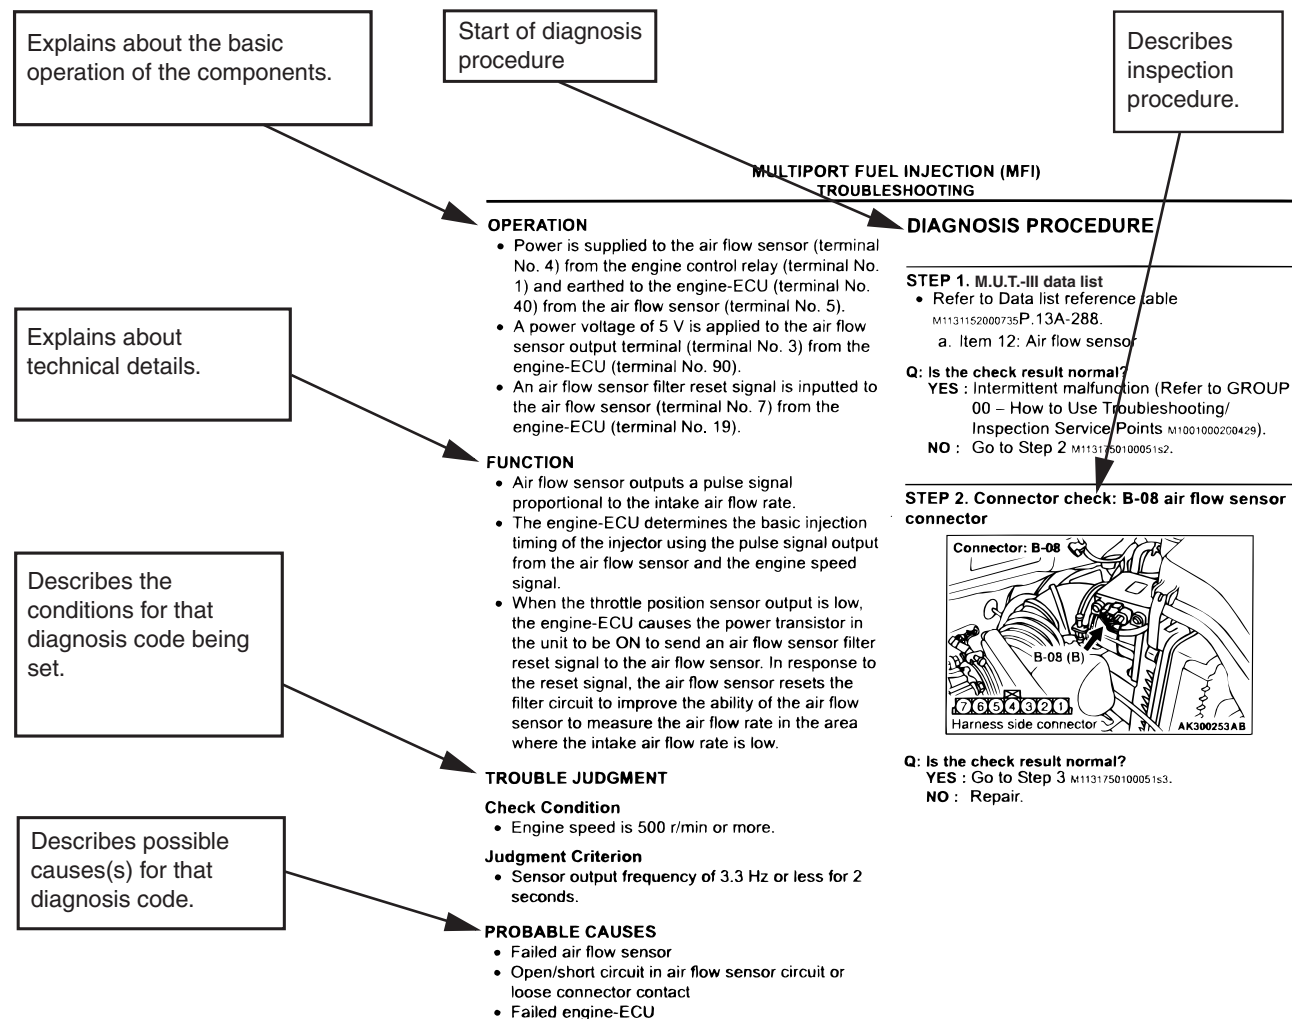 Explains about the basic
operation of the components.
Start of diagnosis
procedure
Describes
inspection
procedure.
MULTIPORT FUEL INJECTION (MFI)
TROUBLESHOOTING
Explains about
technical details.
Describes the
conditions for that
diagnosis code being
set.
Describes possible
causes(s) for that
diagnosis code.
OPERATION
• Power is supplied to the air flow sensor (terminal
No. 4) from the engine control relay (terminal No.
1) and earthed to the engine-ECU (terminal No.
40) from the air flow sensor (terminal No. 5).
• A power voltage of 5 V is applied to the air flow
sensor output terminal (terminal No. 3) from the
engine-ECU (terminal No. 90).
• An air flow sensor filter reset signal is inputted to
the air flow sensor (terminal No. 7) from the
engine-ECU (terminal No. 19).
FUNCTION
• Air flow sensor outputs a pulse signal
proportional to the intake air flow rate.
• The engine-ECU determines the basic injection
timing of the injector using the pulse signal output
from the air flow sensor and the engine speed
signal.
• When the throttle position sensor output is low,
the engine-ECU causes the power transistor in
the unit to be ON to send an air flow sensor filter
reset signal to the air flow sensor. In response to
the reset signal, the air flow sensor resets the
filter circuit to improve the ability of the air flow
sensor to measure the air flow rate in the area
where the intake air flow rate is low.
TROUBLE JUDGMENT
Check Condition
• Engine speed is 500 r/min or more.
Judgment Criterion
• Sensor output frequency of 3.3 Hz or less for 2
seconds.
PROBABLE CAUSES
• Failed air flow sensor
• Open/short circuit in air flow sensor circuit or
loose connector contact
• Failed engine-ECU
DIAGNOSIS PROCEDURE
STEP 1. M.U.T.-III data list
• Refer to Data list reference table
M1131152000735P.13A-288.
a. Item 12: Air flow sensor
Q: Is the check result normal?
YES : Intermittent malfunction (Refer to GROUP
00 – How to Use Troubleshooting/
Inspection Service Points M1001000200429).
NO : Go to Step 2 M1131750100051s2.
STEP 2. Connector check: B-08 air flow sensor
connector
Connector: B-08
B-08 (B)
7 6 5 4 3 2 1
Harness side connector
AK300253AB
Q: Is the check result normal?
YES : Go to Step 3 M1131750100051s3.
NO : Repair.